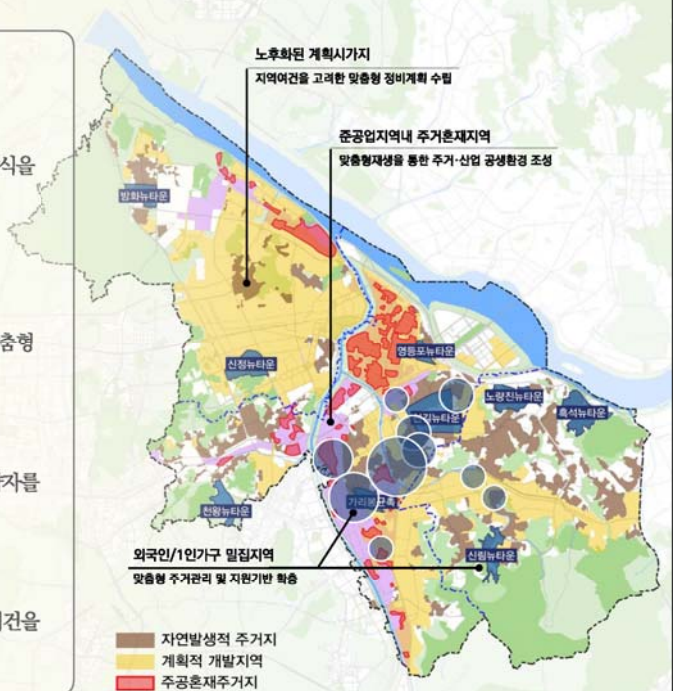 노후화된 계획시가지
지역여건을 고려한 맞춤형 정비계획 수립
준공업지역내 주거혼재지역
맞춤형재생을 통한 주거·산업 공생환경 조성
식을
방화뉴타운
춤형
신정뉴타운
영등포뉴타운
노량진뉴타운
흑석뉴타운
신길뉴타운
자를
천왕뉴타운
가리봉균촉
외국인/1인가구 밀집지역
맞춤형 주거관리 및 지원기반 확충
신림뉴타운
건을
자연발생적 주거지
계획적 개발지역
주공혼재주거지